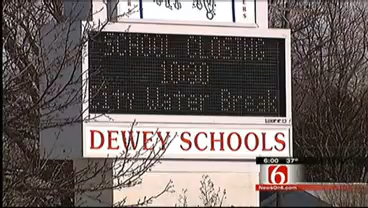 SCHOOL CLOSING
1030
City Water Break
DEWEY SCHOOLS
6:00 37°
6
NewsOn6.com